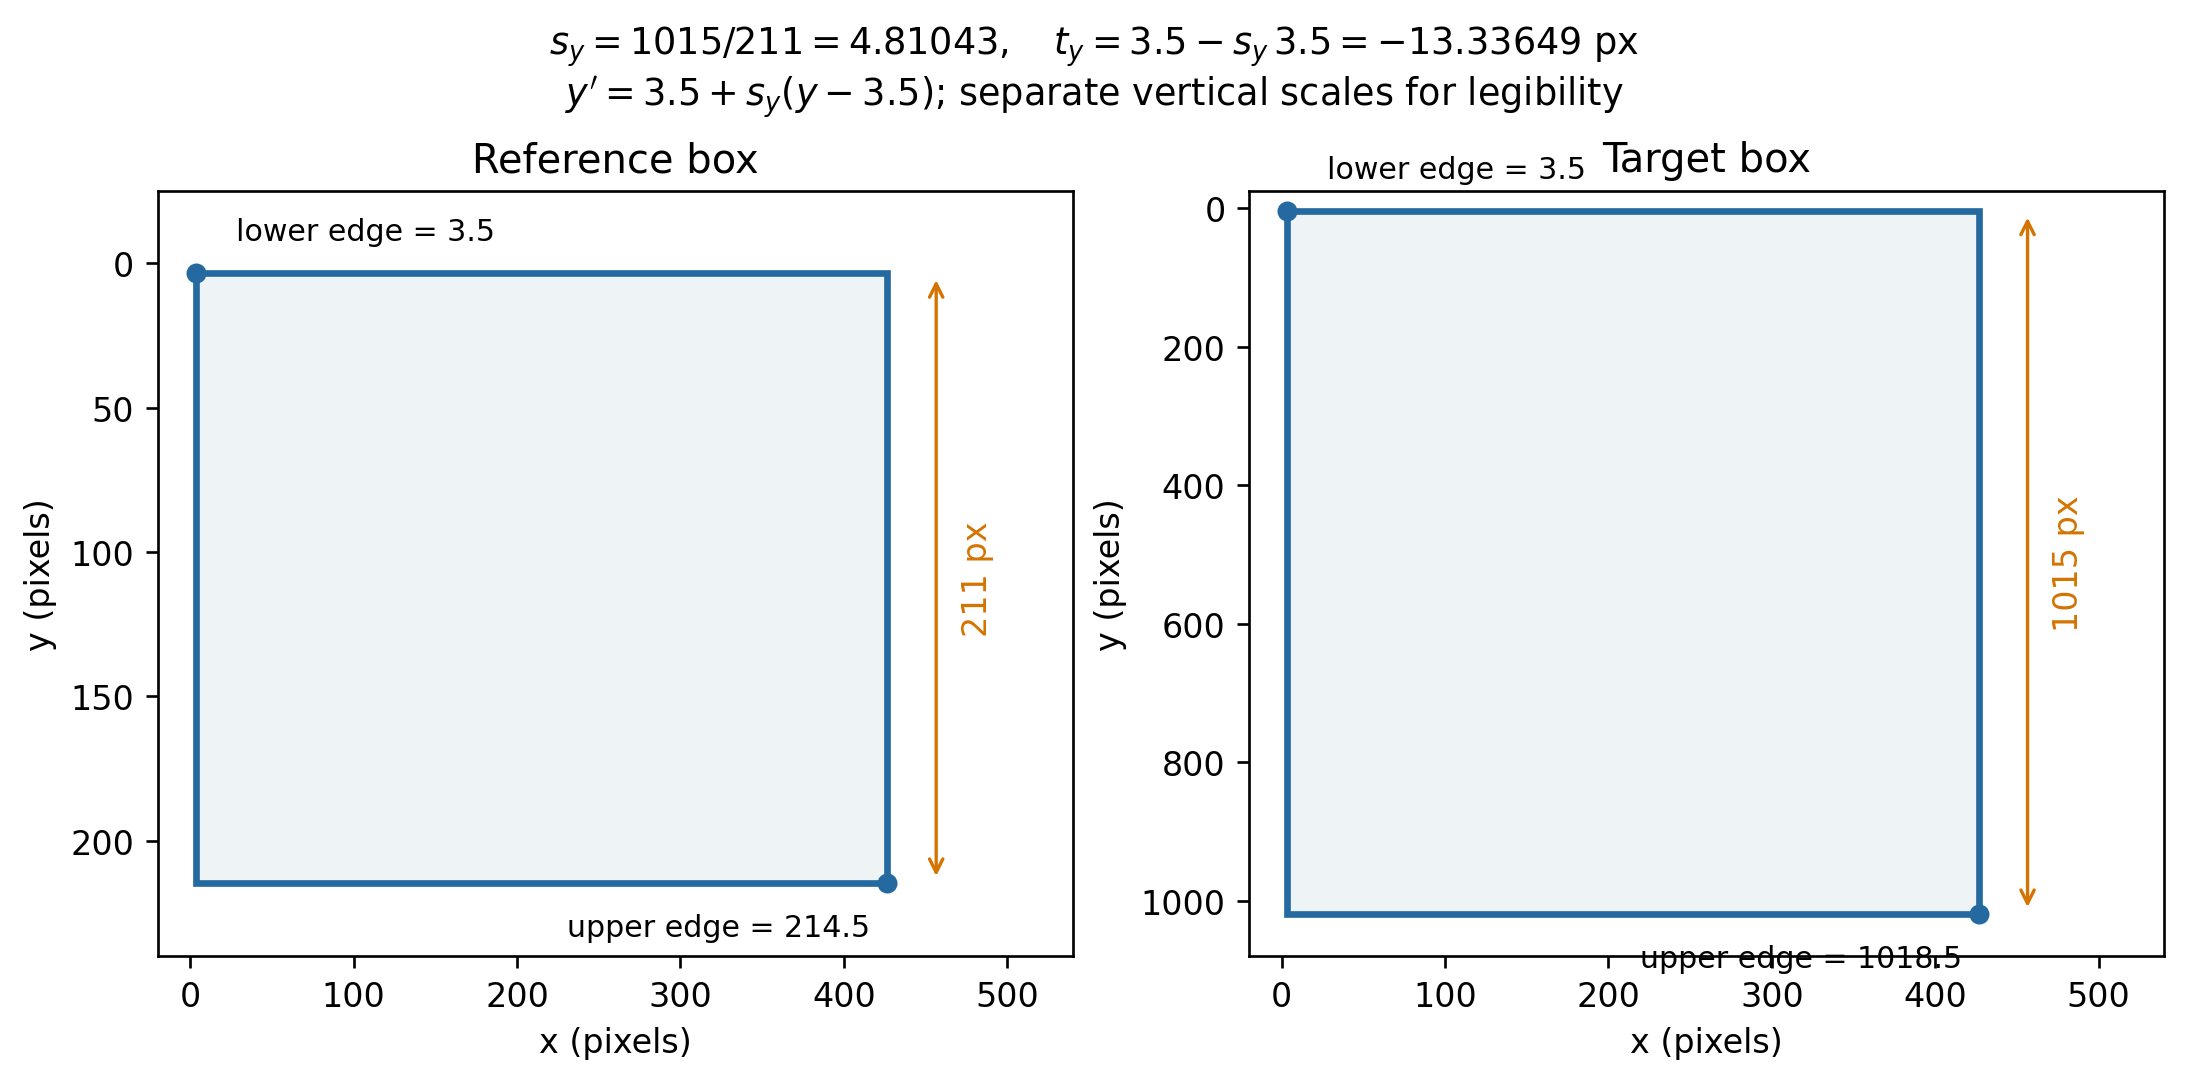 s_y = 1015/211 = 4.81043,    t_y = 3.5 − s_y 3.5 = −13.33649 px
y′ = 3.5 + s_y(y − 3.5); separate vertical scales for legibility
Reference box
lower edge = 3.5
0
50
100
150
200
y (pixels)
211 px
upper edge = 214.5
0 100 200 300 400 500
x (pixels)
Target box
lower edge = 3.5
0
200
400
600
800
1000
y (pixels)
1015 px
upper edge = 1018.5
0 100 200 300 400 500
x (pixels)